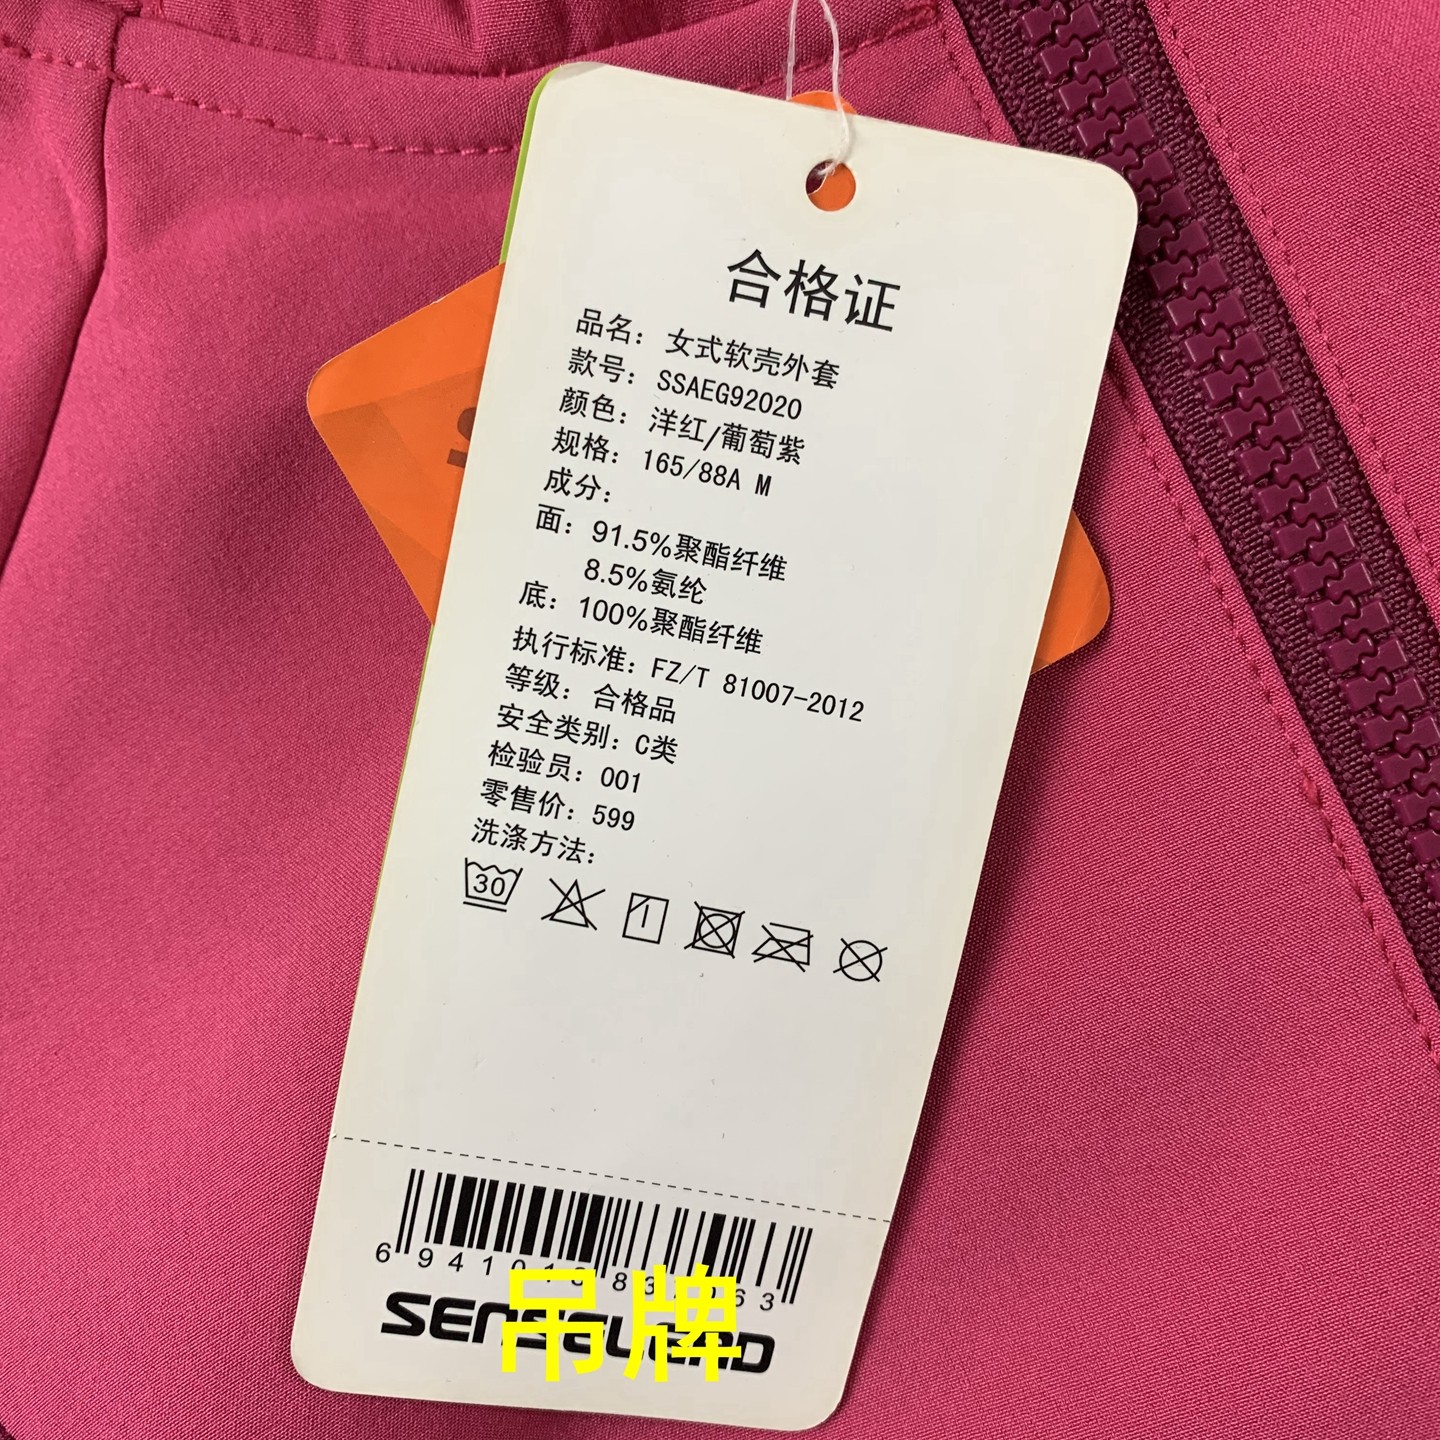 合格证
品名: 女式软壳外套
款号: SSAEG92020
颜色: 洋红/葡萄紫
规格: 165/88A M
成分:
面: 91.5%聚酯纤维
8.5%氨纶
底: 100%聚酯纤维
执行标准: FZ/T 81007-2012
等级: 合格品
安全类别: C类
检验员: 001
零售价: 599
洗涤方法:
30
吊牌